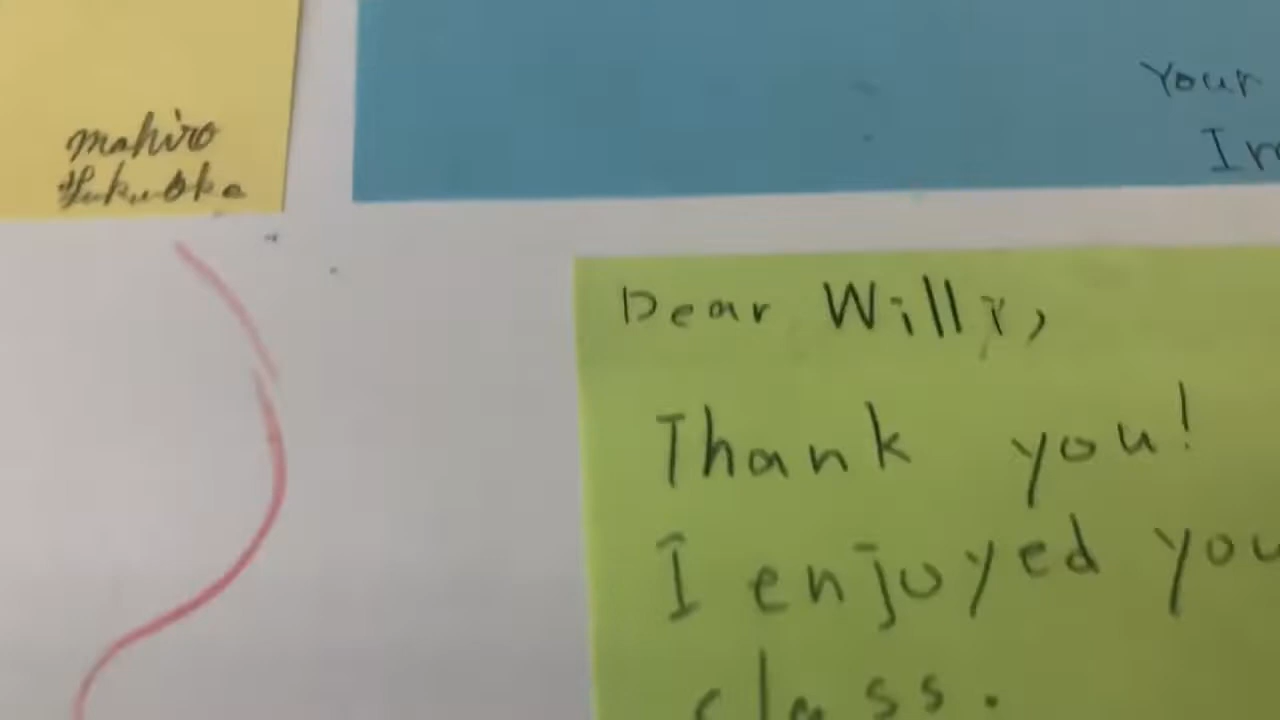 mahiro
fukuoka
Your
Dear Willy,
Thank you!
I enjoyed you
class.